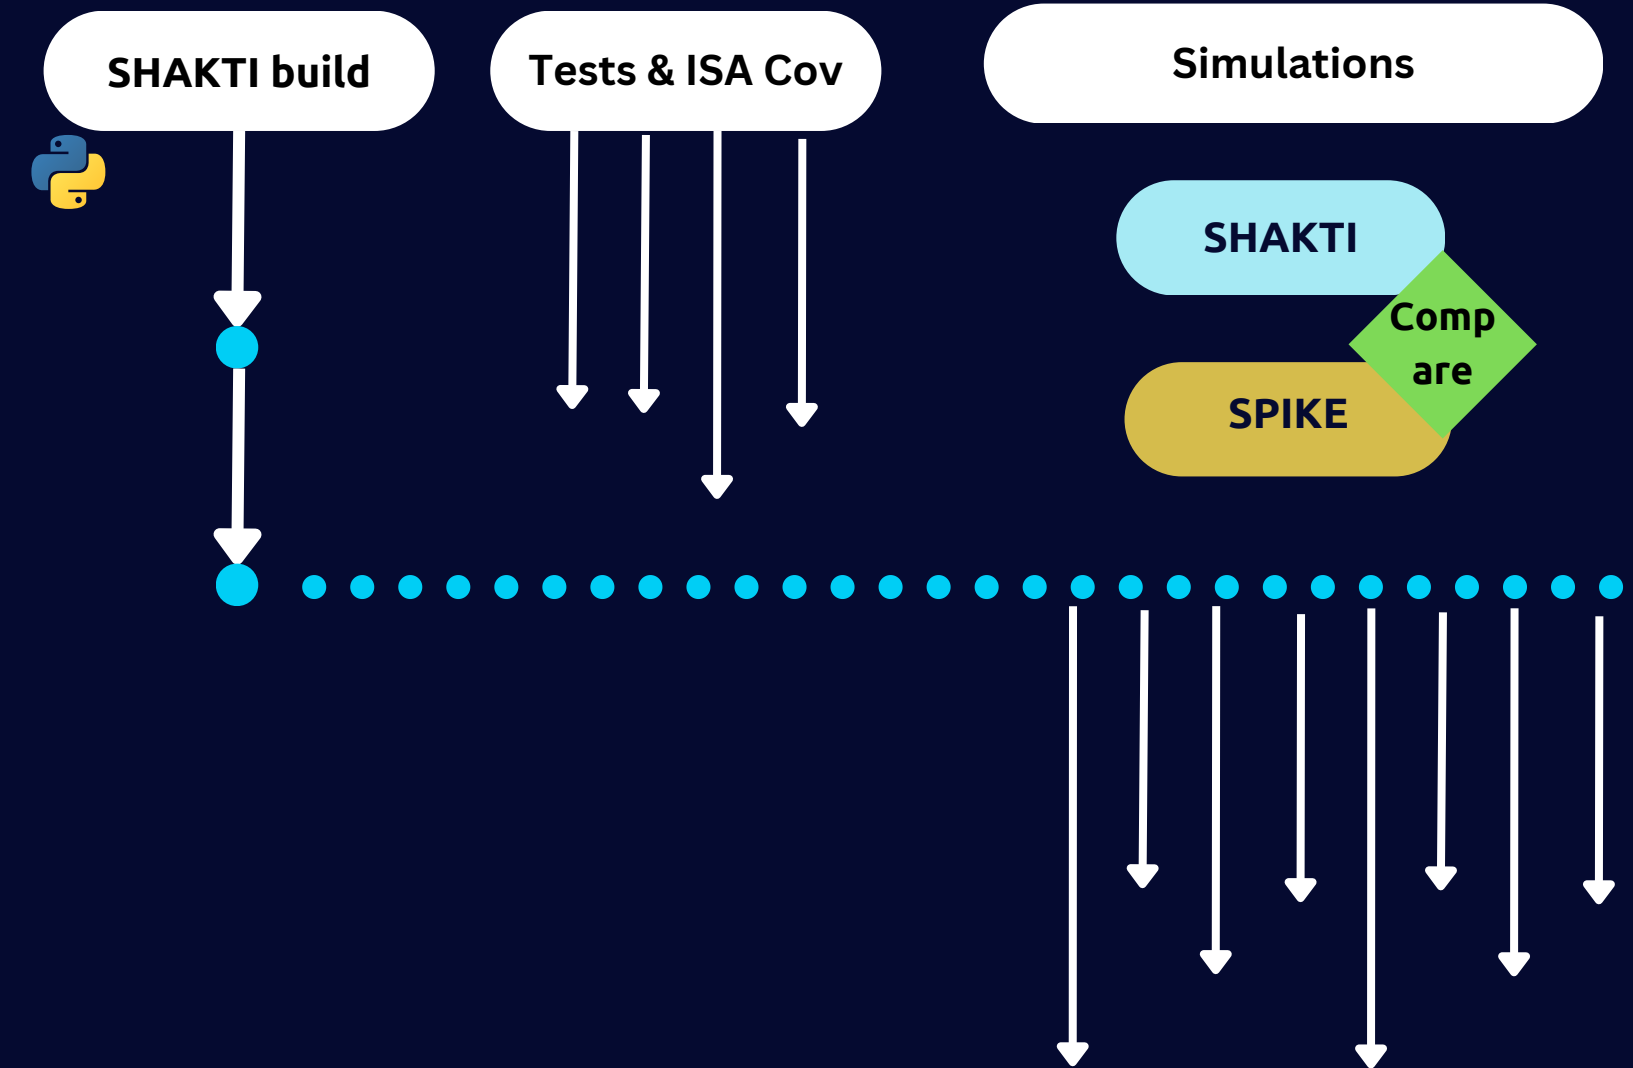 SHAKTI build
Tests & ISA Cov
Simulations
SHAKTI
Comp
are
SPIKE